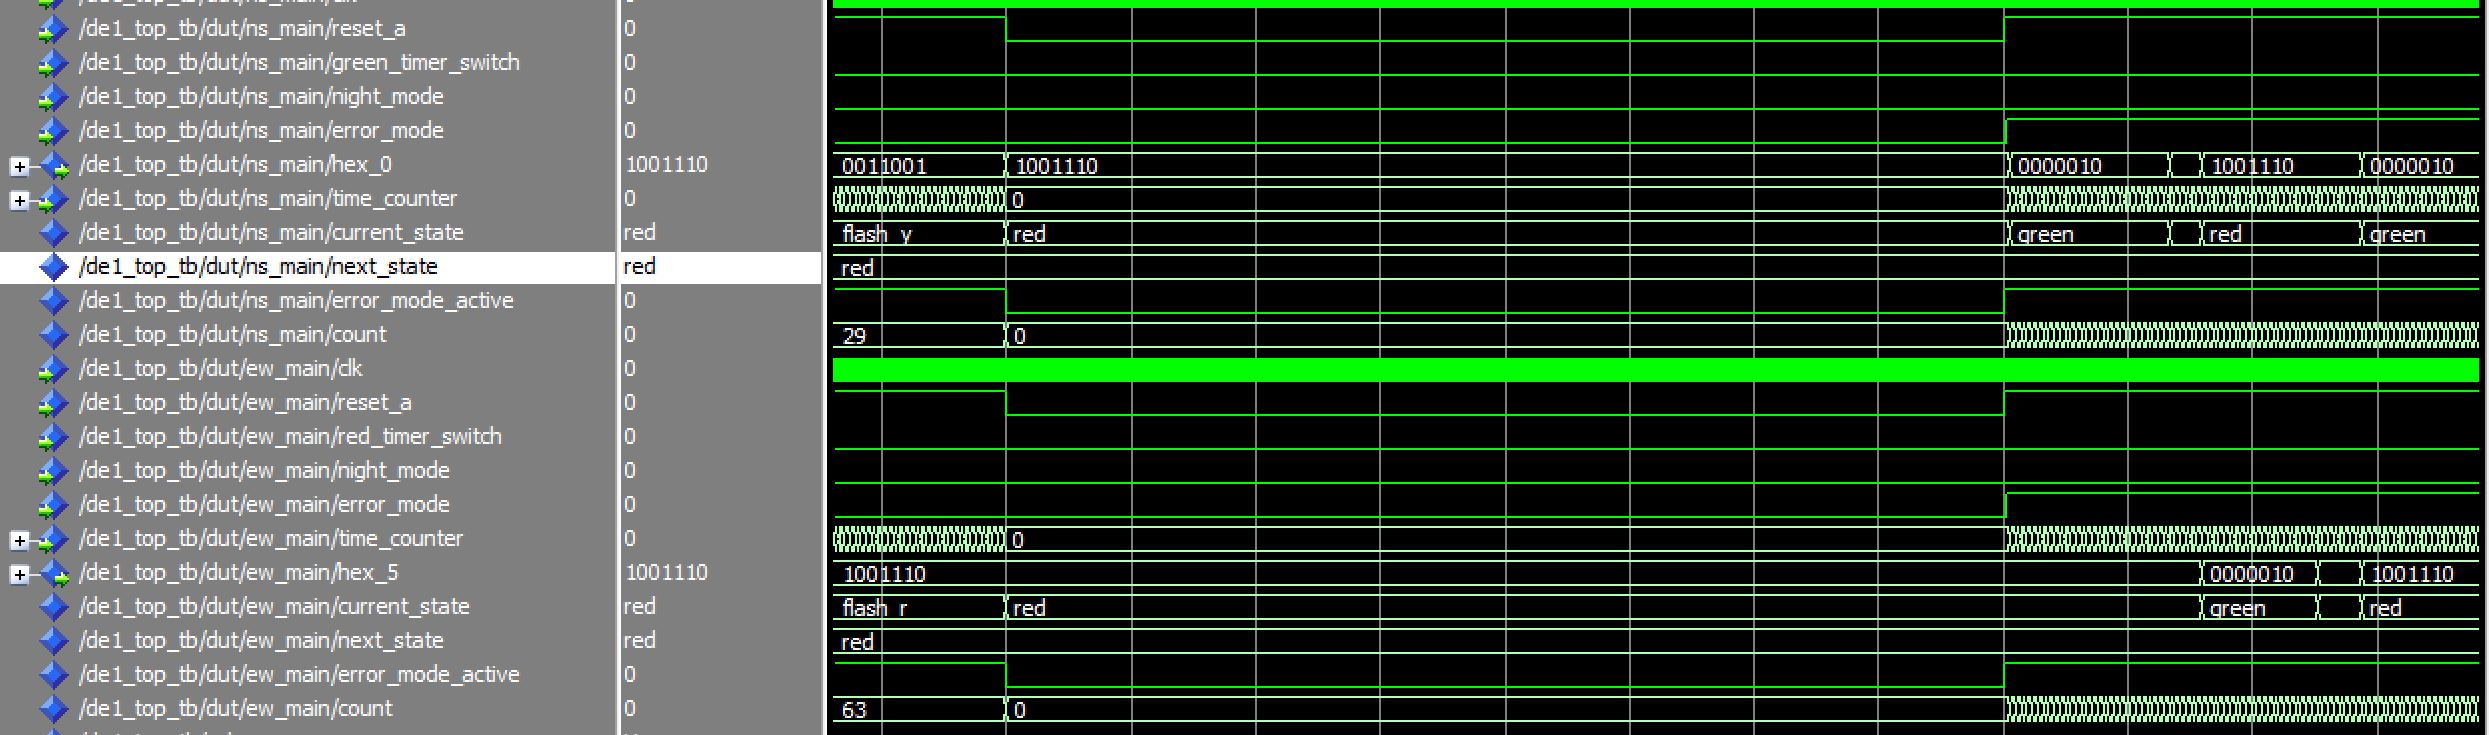 /de1_top_tb/dut/ns_main/reset_a 0
/de1_top_tb/dut/ns_main/green_timer_switch 0
/de1_top_tb/dut/ns_main/night_mode 0
/de1_top_tb/dut/ns_main/error_mode 0
/de1_top_tb/dut/ns_main/hex_0 1001110 0011001 1001110 0000010 1001110 0000010
/de1_top_tb/dut/ns_main/time_counter 0 0
/de1_top_tb/dut/ns_main/current_state red flash_y red green red green
/de1_top_tb/dut/ns_main/next_state red red
/de1_top_tb/dut/ns_main/error_mode_active 0
/de1_top_tb/dut/ns_main/count 0 29 0
/de1_top_tb/dut/ew_main/clk 0
/de1_top_tb/dut/ew_main/reset_a 0
/de1_top_tb/dut/ew_main/red_timer_switch 0
/de1_top_tb/dut/ew_main/night_mode 0
/de1_top_tb/dut/ew_main/error_mode 0
/de1_top_tb/dut/ew_main/time_counter 0 0
/de1_top_tb/dut/ew_main/hex_5 1001110 1001110 0000010 1001110
/de1_top_tb/dut/ew_main/current_state red flash_r red green red
/de1_top_tb/dut/ew_main/next_state red red
/de1_top_tb/dut/ew_main/error_mode_active 0
/de1_top_tb/dut/ew_main/count 0 63 0